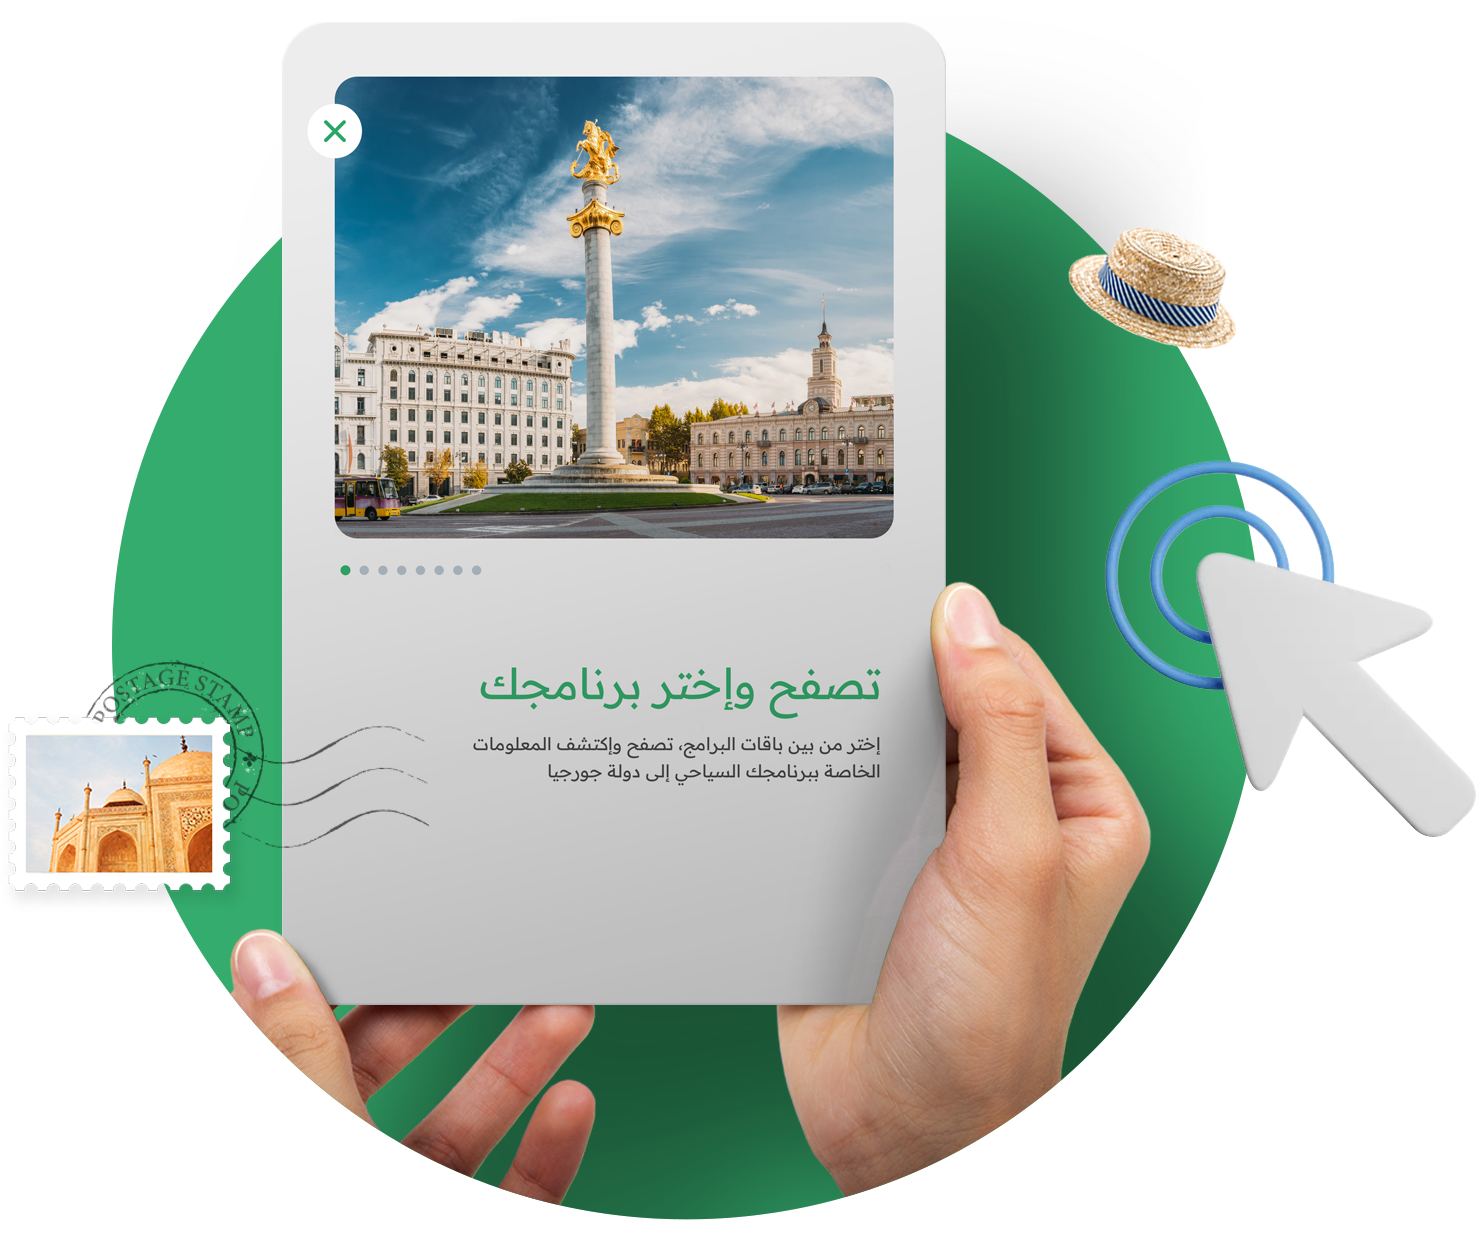 تصفح وإختر برنامجك
إختر من بين باقات البرامج، تصفح وإكتشف المعلومات
الخاصة ببرنامجك السياحي إلى دولة جورجيا
POSTAGE STAMP